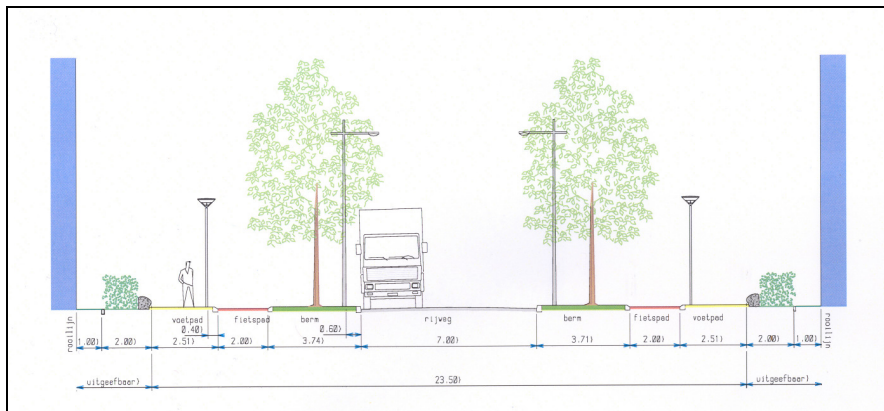 voetpad fietspad berm rijweg berm fietspad voetpad
0.40) 0.60)
rooilijn 1.00) 2.00) 2.51) 2.00) 3.74) 7.00) 3.71) 2.00) 2.51) 2.00) 1.00) rooilijn
uitgeefbaar) 23.50) uitgeefbaar)